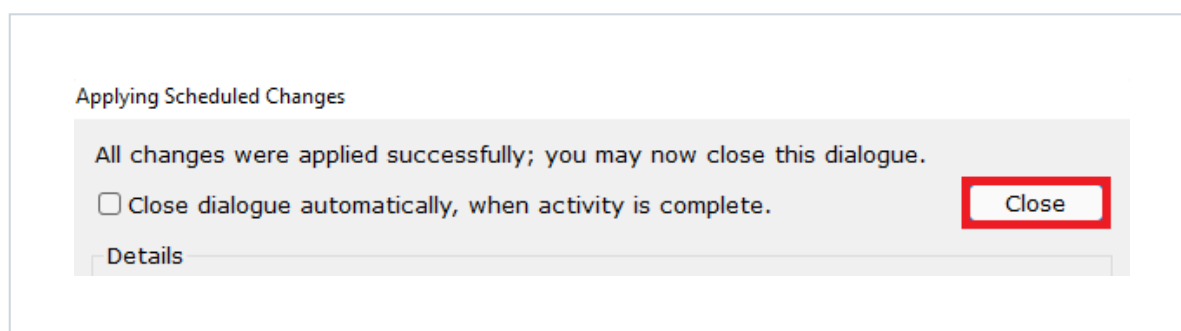 Applying Scheduled Changes
All changes were applied successfully; you may now close this dialogue.
Close dialogue automatically, when activity is complete.
Close
Details